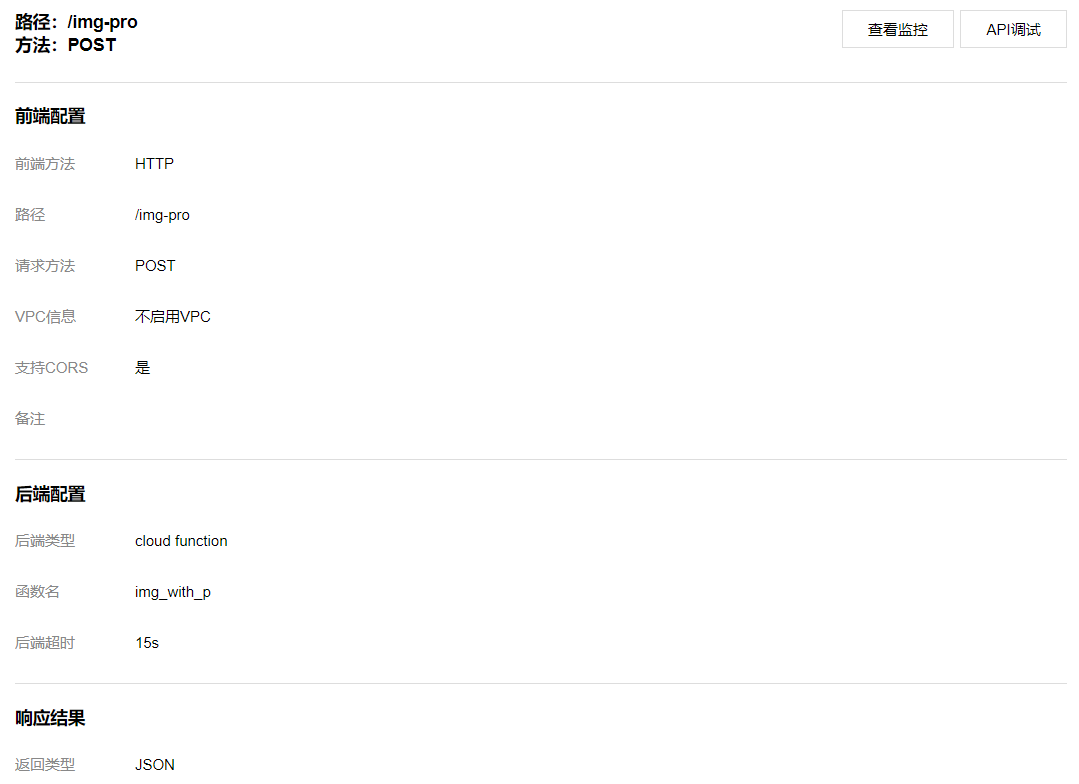 路径：/img-pro
查看监控 API调试
方法：POST
前端配置
前端方法 HTTP
路径 /img-pro
请求方法 POST
VPC信息 不启用VPC
支持CORS 是
备注
后端配置
后端类型 cloud function
函数名 img_with_p
后端超时 15s
响应结果
返回类型 JSON